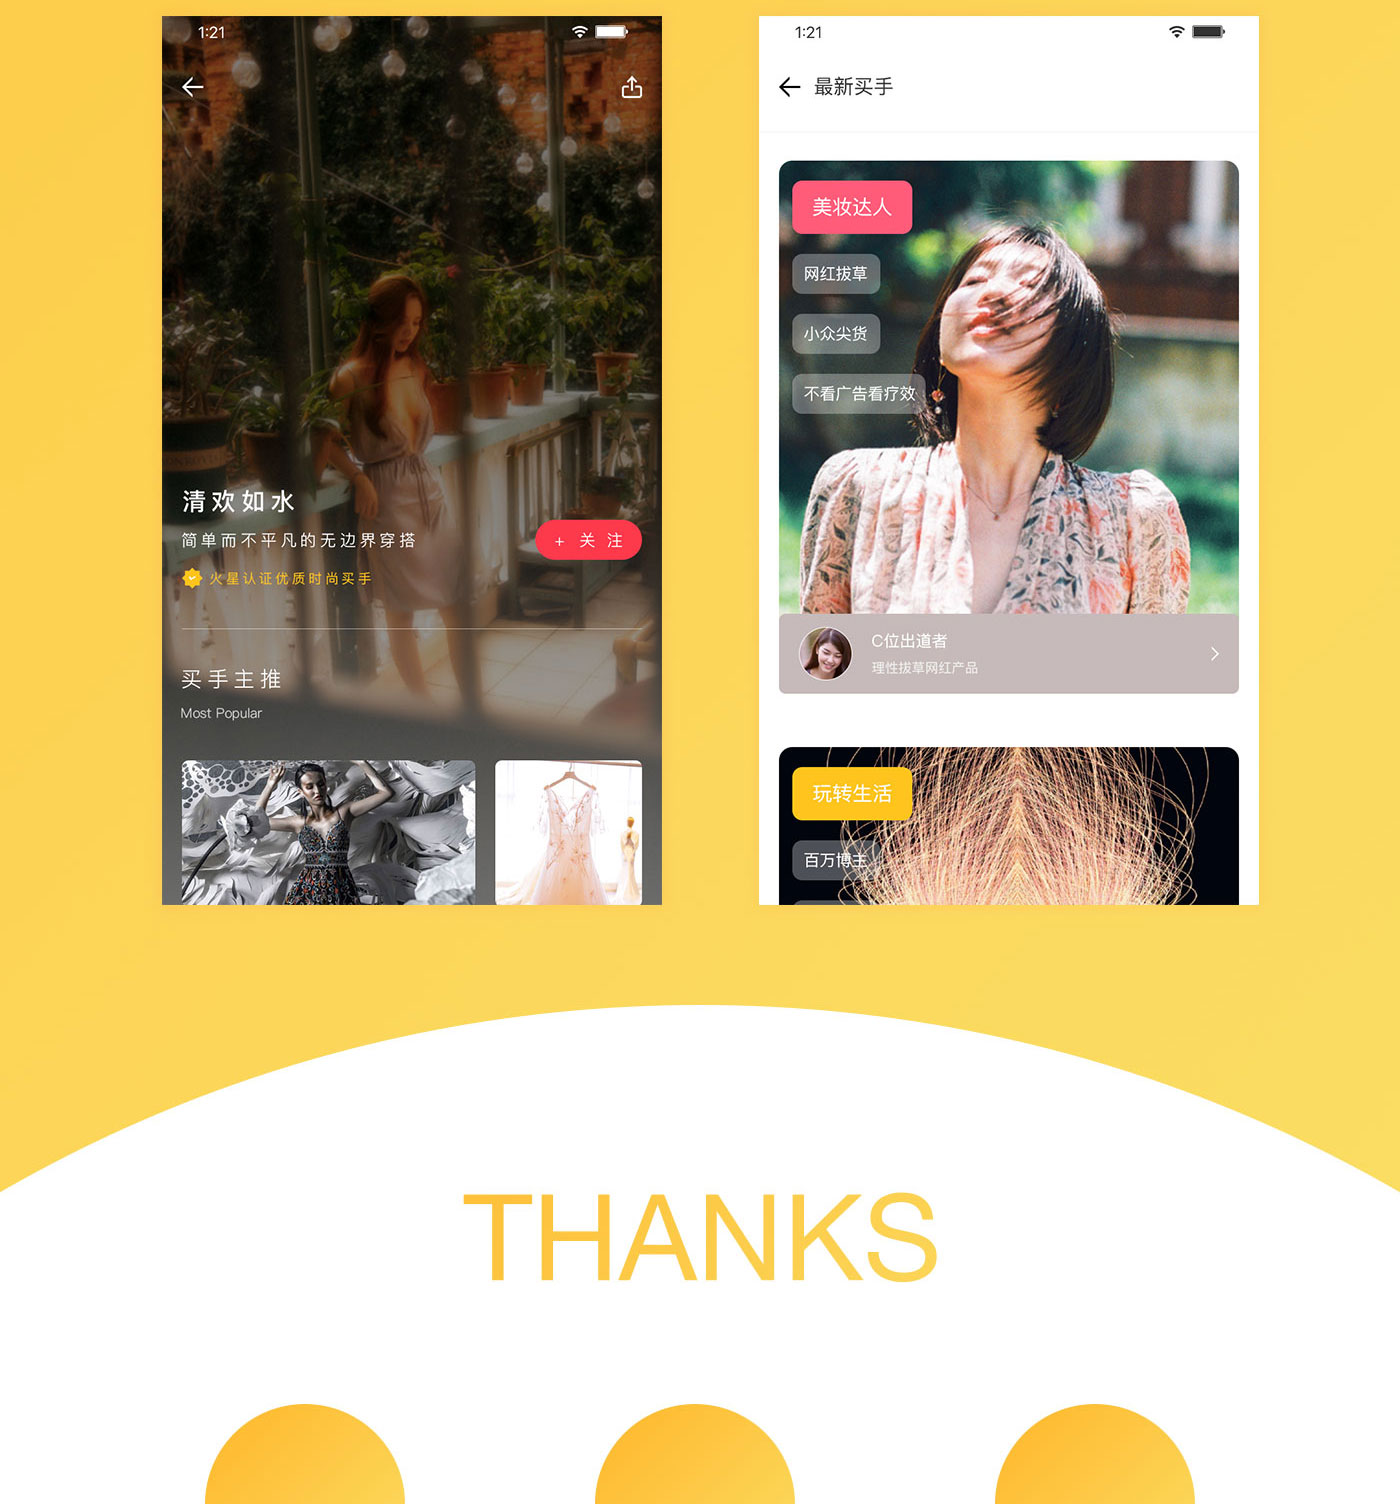 1:21
清欢如水
简单而不平凡的无边界穿搭
+ 关 注
火星认证优质时尚买手
买手主推
Most Popular
1:21
最新买手
美妆达人
网红拔草
小众尖货
不看广告看疗效
C位出道者
理性拔草网红产品
玩转生活
百万博主
THANKS